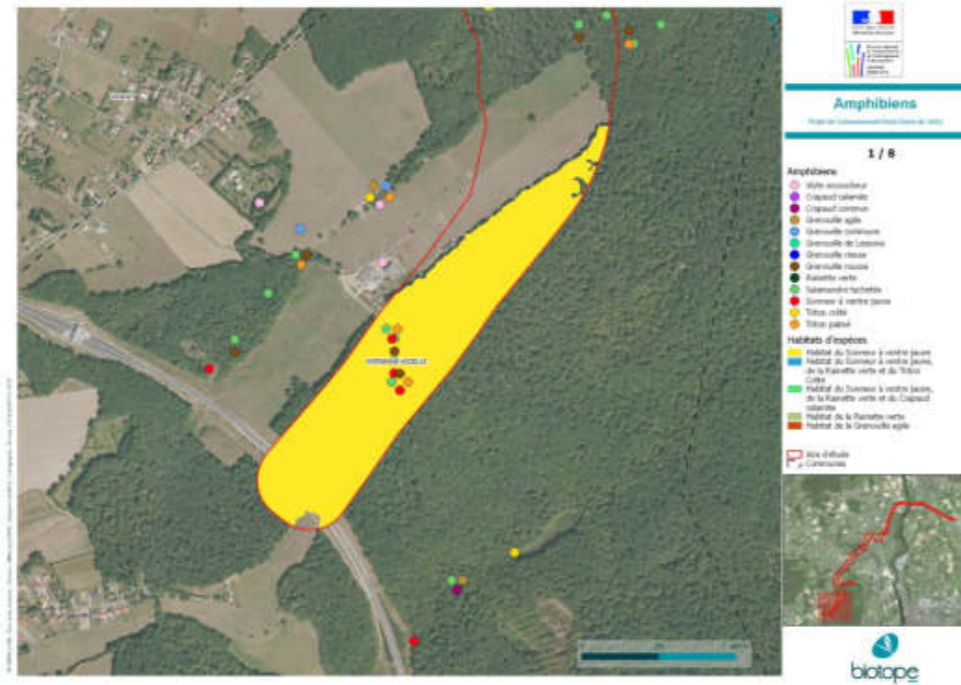 Amphibiens
1 / 8
Amphibiens
Alyte accoucheur
Crapaud calamite
Crapaud commun
Grenouille agile
Grenouille commune
Grenouille de Lessona
Grenouille rieuse
Grenouille rousse
Rainette verte
Salamandre tachetée
Sonneur à ventre jaune
Triton crêté
Triton palmé
Habitats d'espèces
Habitat du Sonneur à ventre jaune
Habitat du Sonneur à ventre jaune,
de la Rainette verte et du Triton
Crêté
Habitat du Sonneur à ventre jaune,
de la Rainette verte et du Crapaud
calamite
Habitat de la Rainette verte
Habitat de la Grenouille agile
Aire d'étude
Communes
biotope